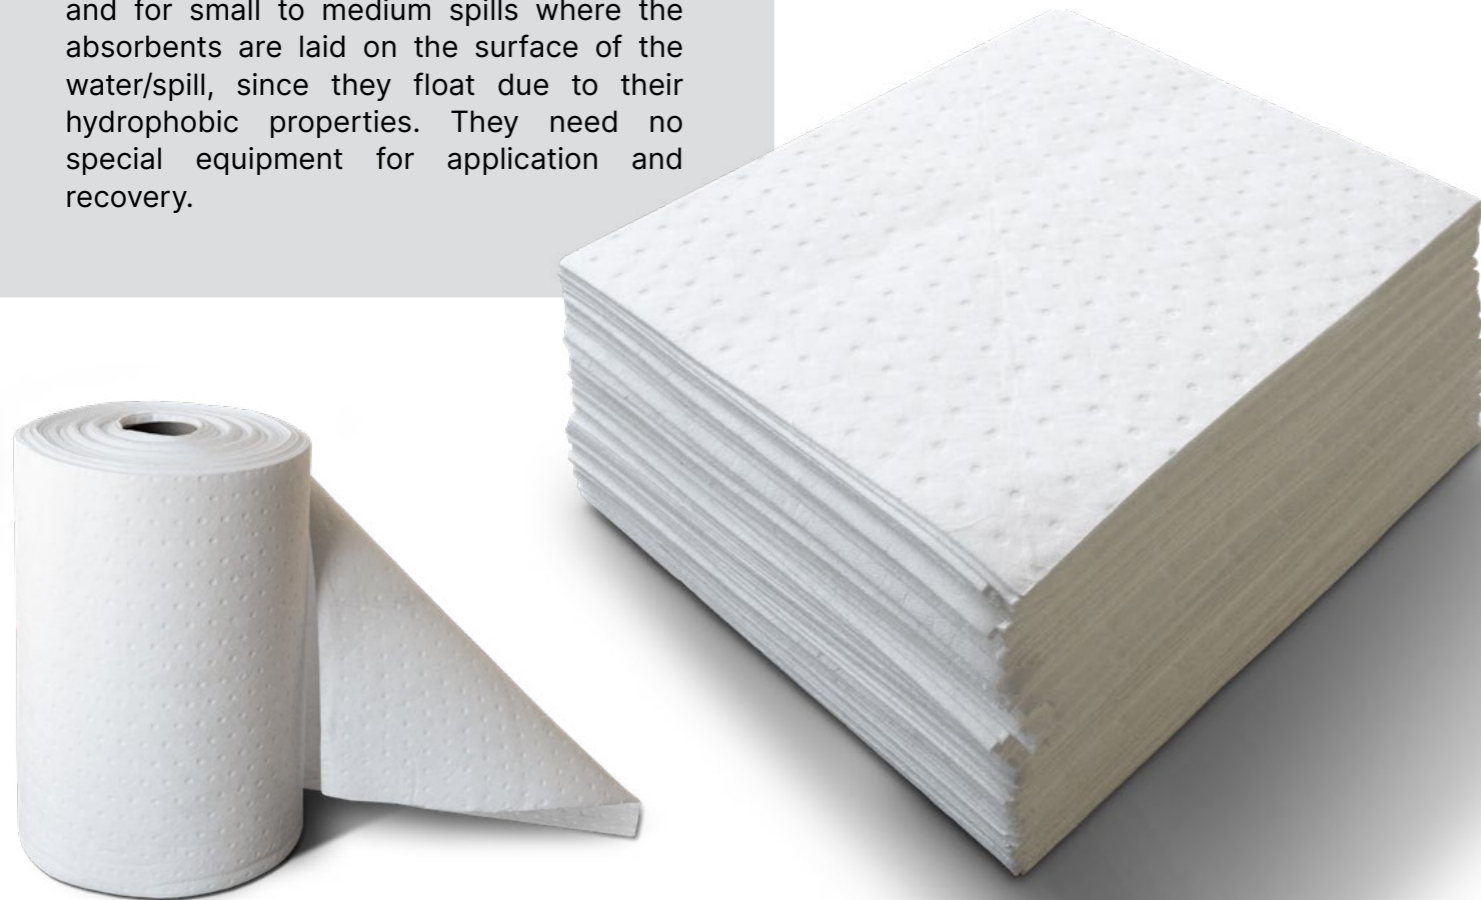 and for small to medium spills where the
absorbents are laid on the surface of the
water/spill, since they float due to their
hydrophobic properties. They need no
special equipment for application and
recovery.